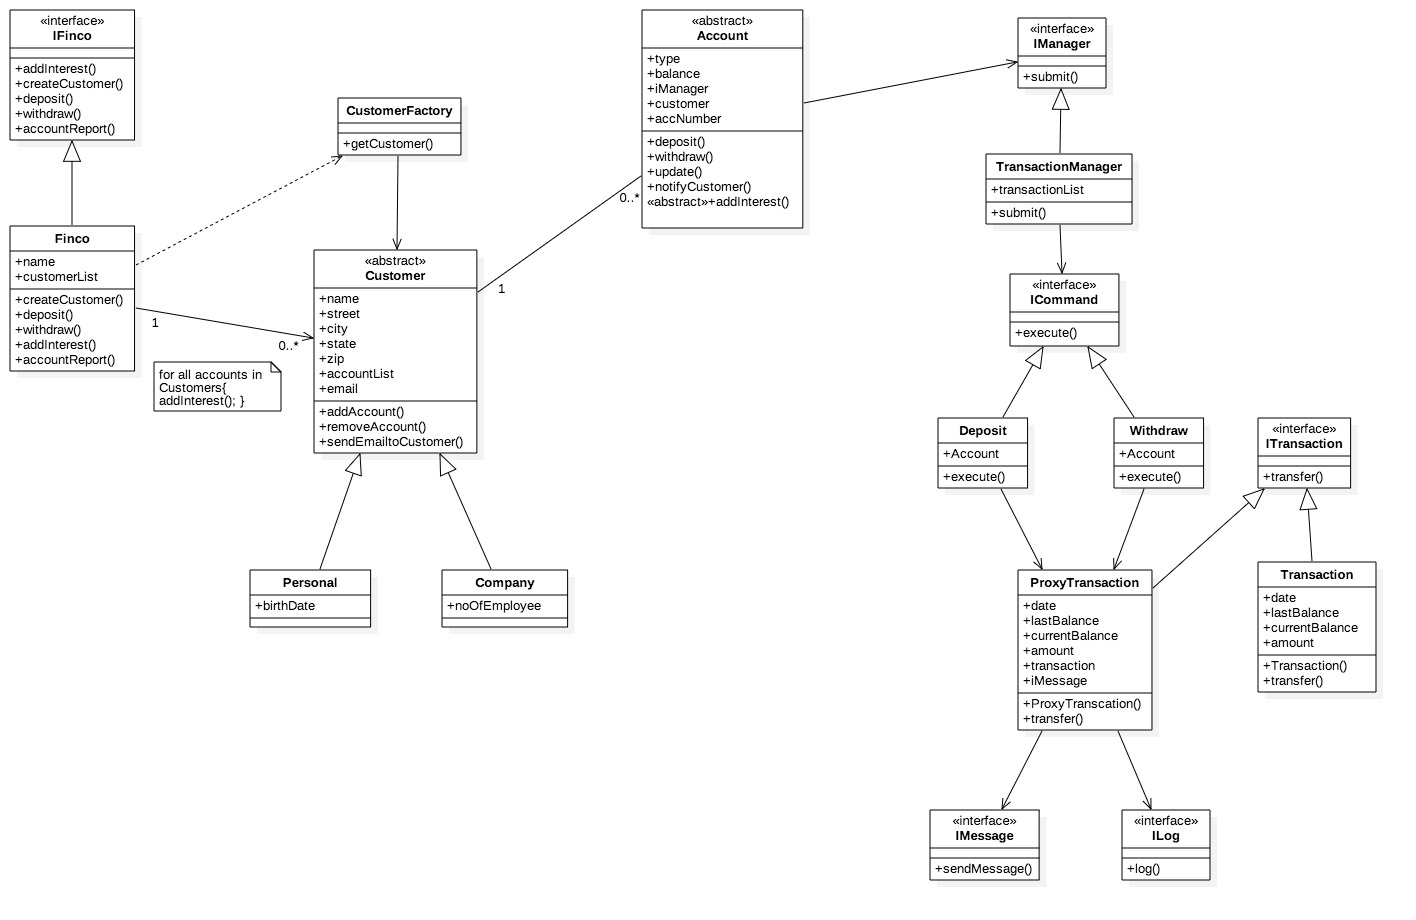 «interface»
IFinco
+addInterest()
+createCustomer()
+deposit()
+withdraw()
+accountReport()
Finco
+name
+customerList
+createCustomer()
+deposit()
+withdraw()
+addInterest()
+accountReport()
1
0..*
for all accounts in
Customers{
addInterest(); }
CustomerFactory
+getCustomer()
«abstract»
Customer
+name
+street
+city
+state
+zip
+accountList
+email
+addAccount()
+removeAccount()
+sendEmailtoCustomer()
1
0..*
Personal
+birthDate
Company
+noOfEmployee
«abstract»
Account
+type
+balance
+iManager
+customer
+accNumber
+deposit()
+withdraw()
+update()
+notifyCustomer()
«abstract»+addInterest()
«interface»
IManager
+submit()
TransactionManager
+transactionList
+submit()
«interface»
ICommand
+execute()
Deposit
+Account
+execute()
Withdraw
+Account
+execute()
«interface»
ITransaction
+transfer()
ProxyTransaction
+date
+lastBalance
+currentBalance
+amount
+transaction
+iMessage
+ProxyTranscation()
+transfer()
Transaction
+date
+lastBalance
+currentBalance
+amount
+Transaction()
+transfer()
«interface»
IMessage
+sendMessage()
«interface»
ILog
+log()